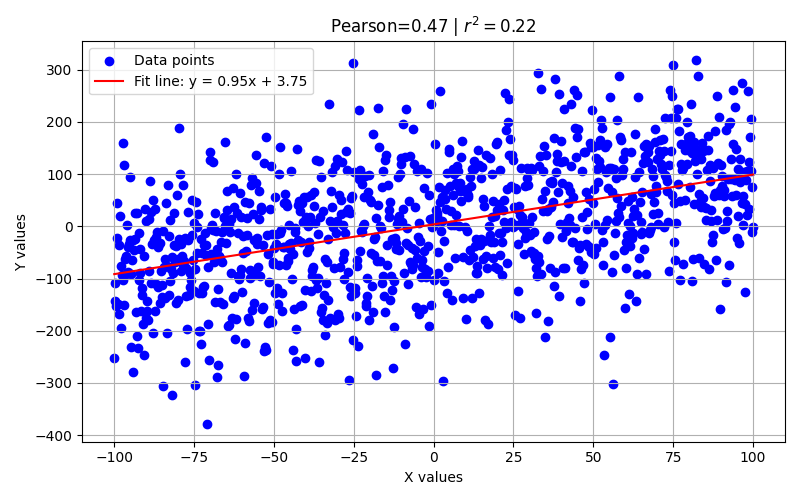 Pearson=0.47 | r² = 0.22
Data points
Fit line: y = 0.95x + 3.75
Y values
300
200
100
0
−100
−200
−300
−400
−100 −75 −50 −25 0 25 50 75 100
X values